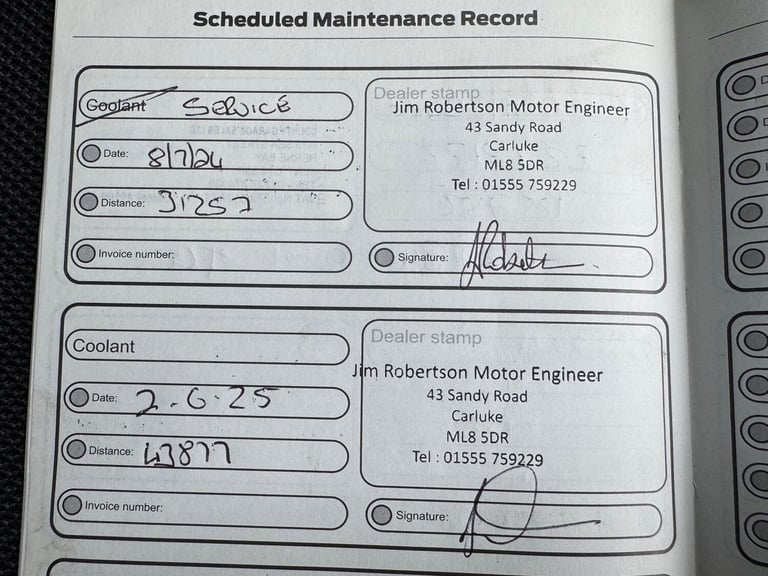 Scheduled Maintenance Record
Coolant SERVICE
Date: 8/7/24
Distance: 31257
Invoice number:
Dealer stamp
Jim Robertson Motor Engineer
43 Sandy Road
Carluke
ML8 5DR
Tel : 01555 759229
Signature:
Coolant
Date: 2-6-25
Distance: 43877
Invoice number:
Dealer stamp
Jim Robertson Motor Engineer
43 Sandy Road
Carluke
ML8 5DR
Tel : 01555 759229
Signature: